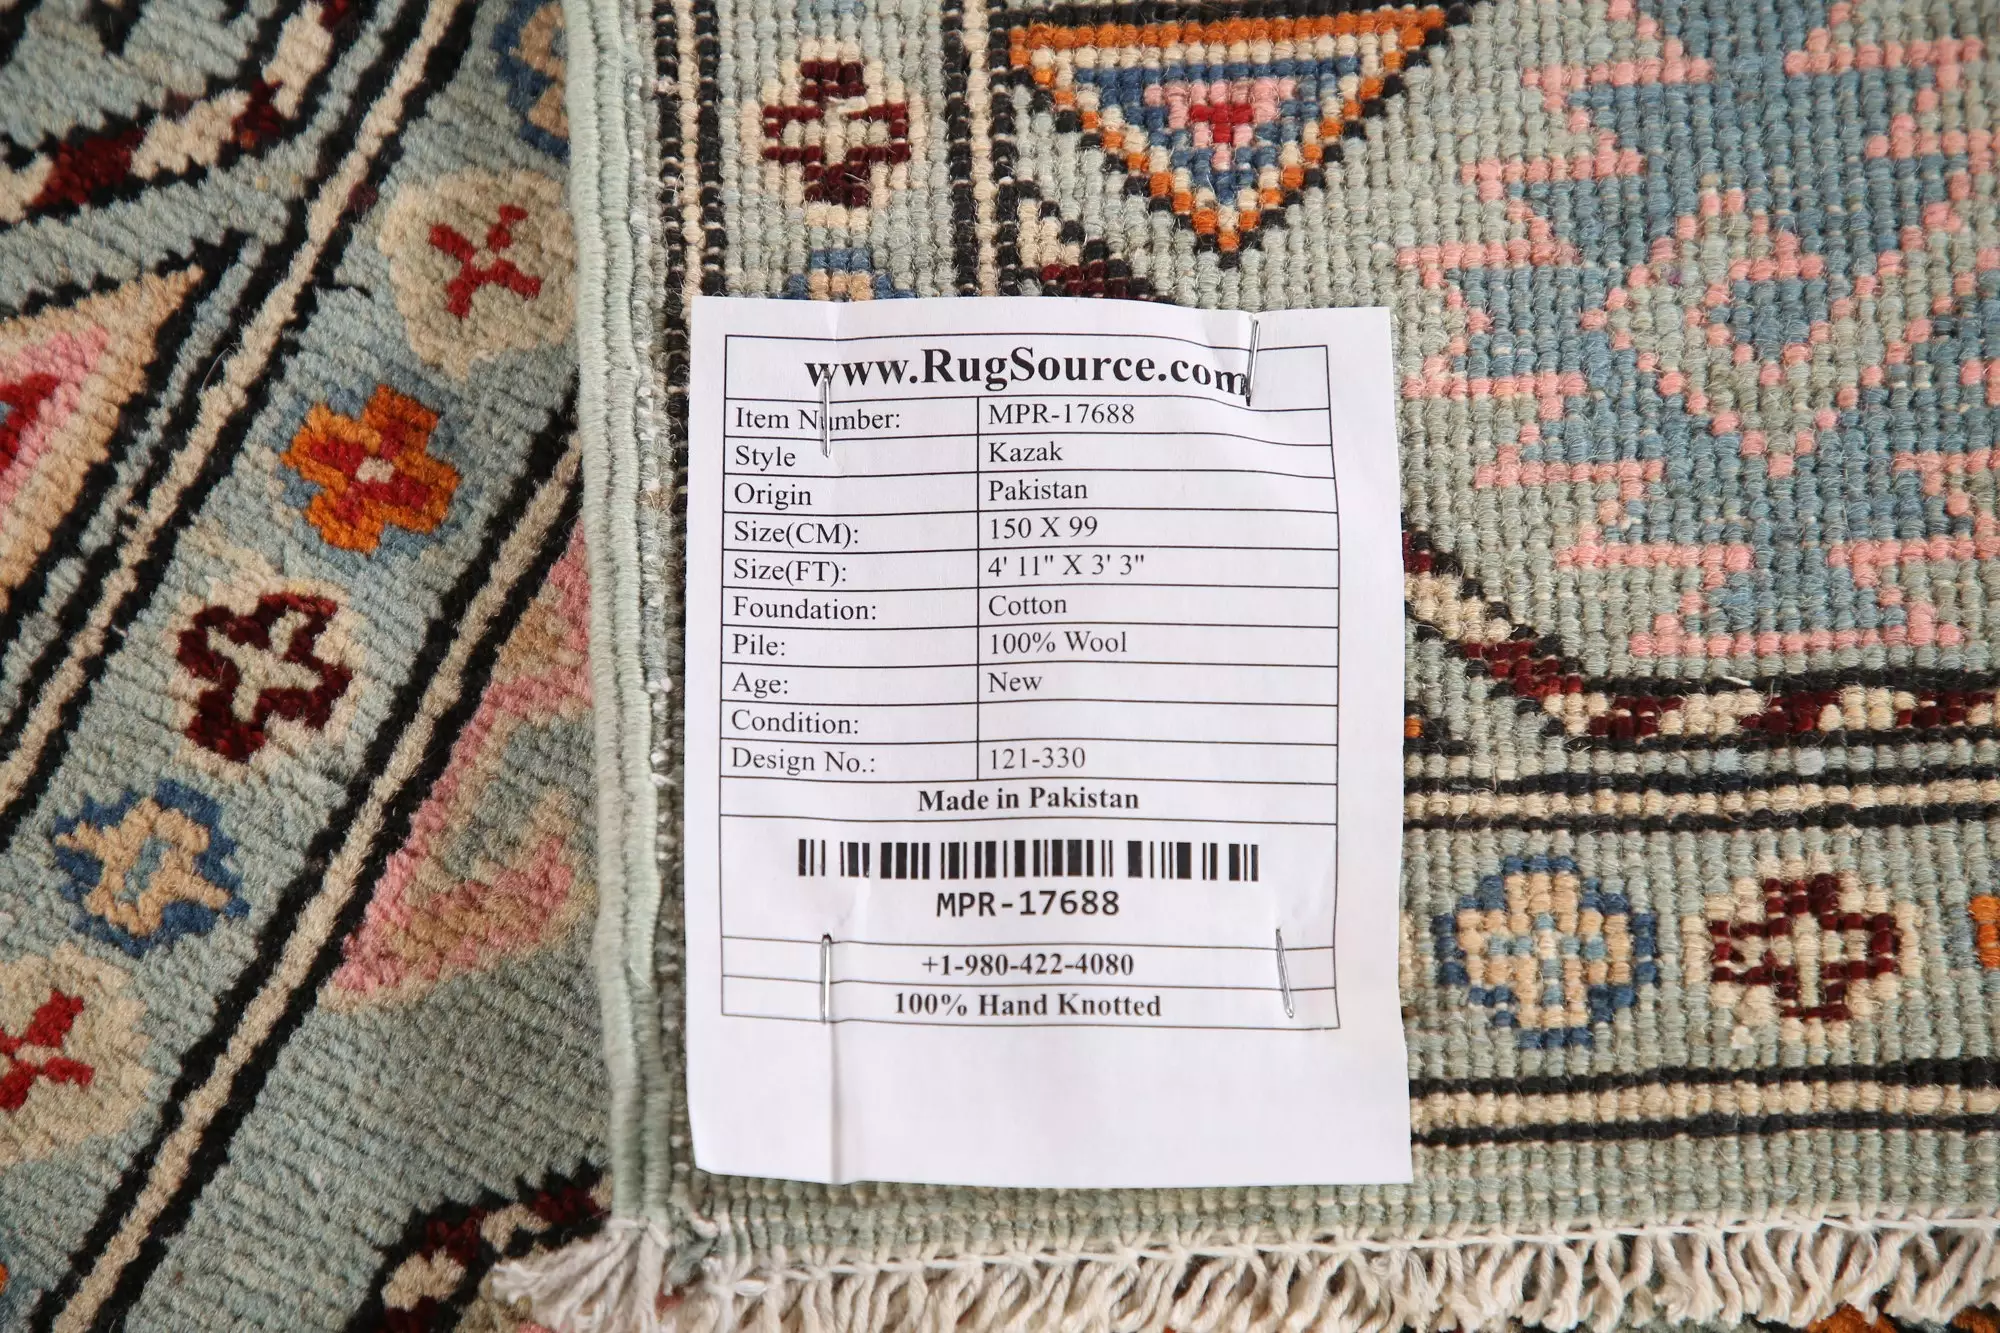 www.RugSource.com
Item Number: MPR-17688
Style Kazak
Origin Pakistan
Size(CM): 150 X 99
Size(FT): 4' 11" X 3' 3"
Foundation: Cotton
Pile: 100% Wool
Age: New
Condition:
Design No.: 121-330
Made in Pakistan
MPR-17688
+1-980-422-4080
100% Hand Knotted